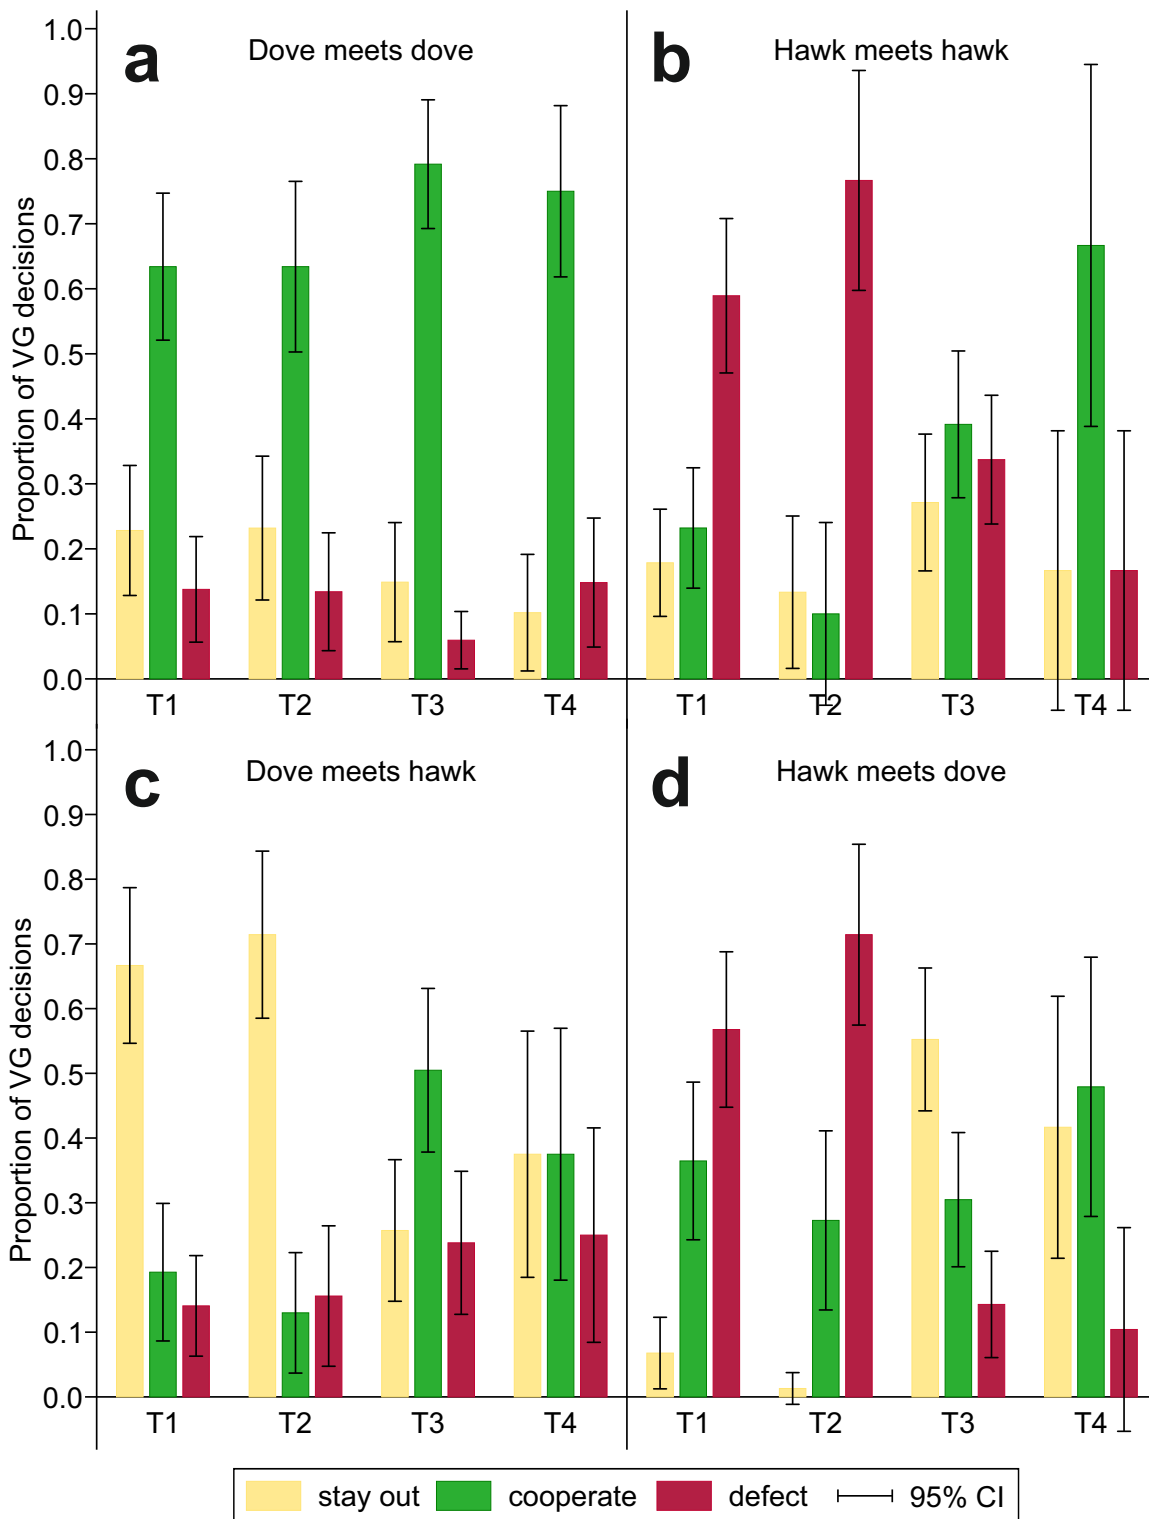 a
Dove meets dove
b
Hawk meets hawk
Proportion of VG decisions
1.0
0.9
0.8
0.7
0.6
0.5
0.4
0.3
0.2
0.1
0.0
T1 T2 T3 T4
T1 T2 T3 T4
c
Dove meets hawk
d
Hawk meets dove
Proportion of VG decisions
1.0
0.9
0.8
0.7
0.6
0.5
0.4
0.3
0.2
0.1
0.0
T1 T2 T3 T4
T1 T2 T3 T4
stay out cooperate defect 95% CI